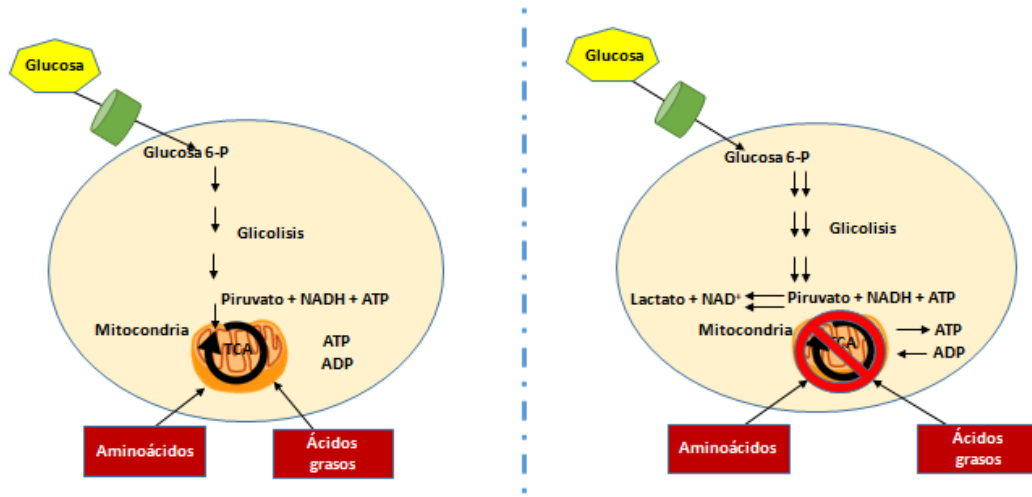 Glucosa
Glucosa 6-P
Glicolisis
Piruvato + NADH + ATP
Mitocondria
TCA
ATP
ADP
Aminoácidos
Ácidos
grasos
Glucosa
Glucosa 6-P
Glicolisis
Lactato + NAD⁺
Piruvato + NADH + ATP
Mitocondria
TCA
ATP
ADP
Aminoácidos
Ácidos
grasos